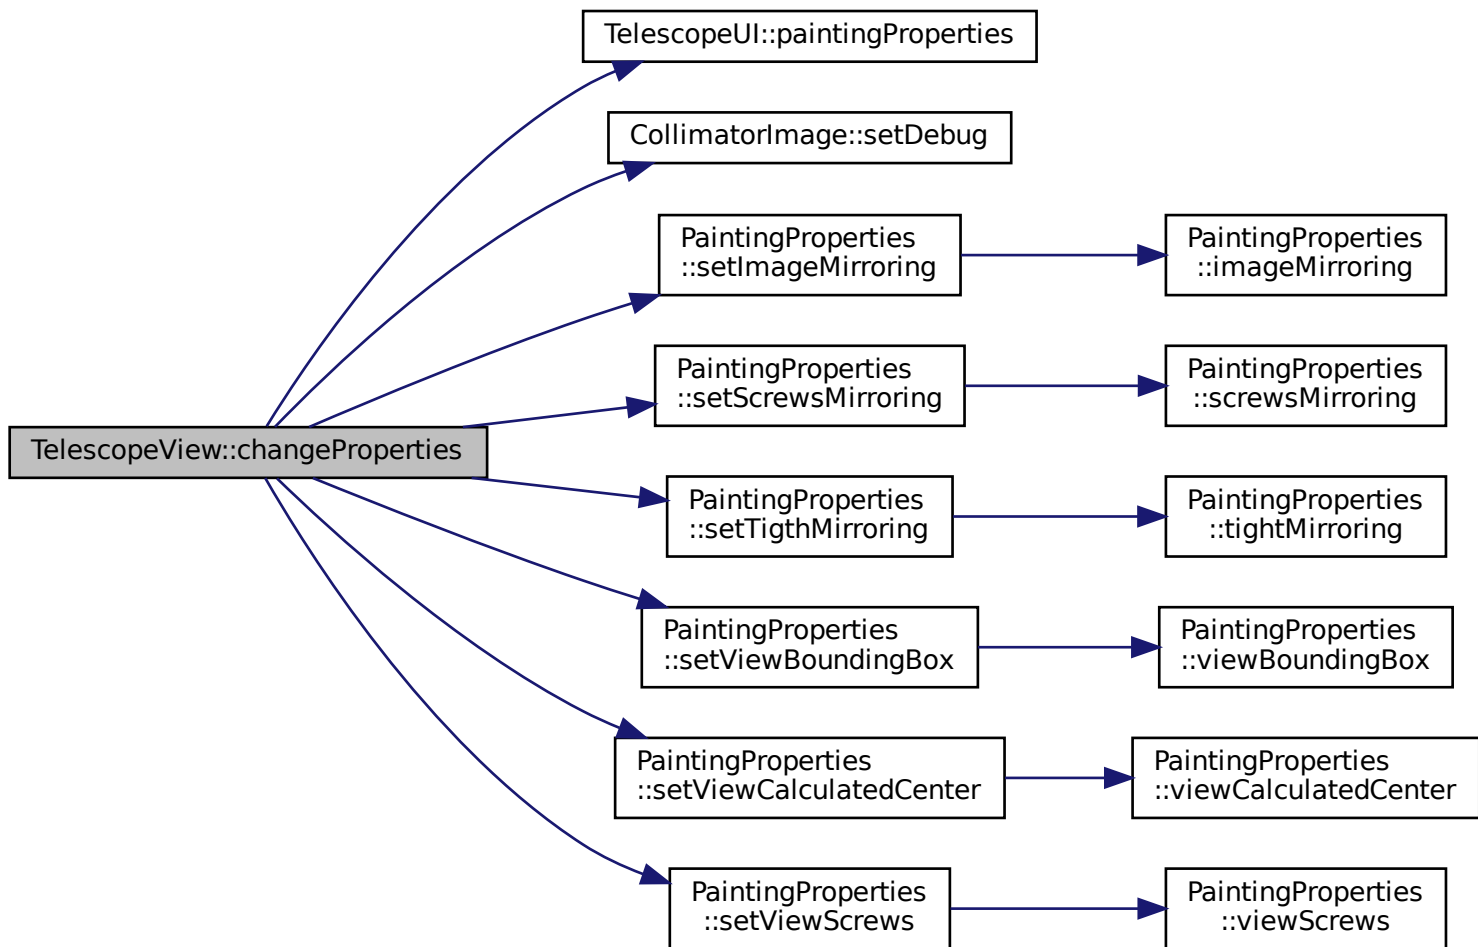 TelescopeUI::paintingProperties
CollimatorImage::setDebug
PaintingProperties
::setImageMirroring
PaintingProperties
::imageMirroring
PaintingProperties
::setScrewsMirroring
PaintingProperties
::screwsMirroring
TelescopeView::changeProperties
PaintingProperties
::setTigthMirroring
PaintingProperties
::tightMirroring
PaintingProperties
::setViewBoundingBox
PaintingProperties
::viewBoundingBox
PaintingProperties
::setViewCalculatedCenter
PaintingProperties
::viewCalculatedCenter
PaintingProperties
::setViewScrews
PaintingProperties
::viewScrews